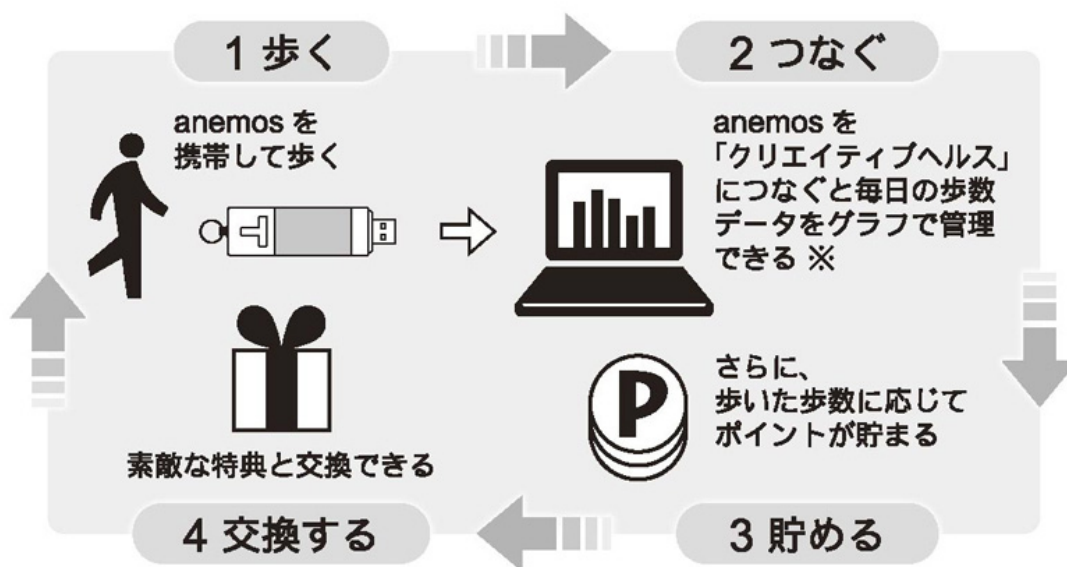 1 歩く
anemos を
携帯して歩く
2 つなぐ
anemos を
「クリエイティブヘルス」
につなぐと毎日の歩数
データをグラフで管理
できる ※
P
さらに、
歩いた歩数に応じて
ポイントが貯まる
3 貯める
素敵な特典と交換できる
4 交換する